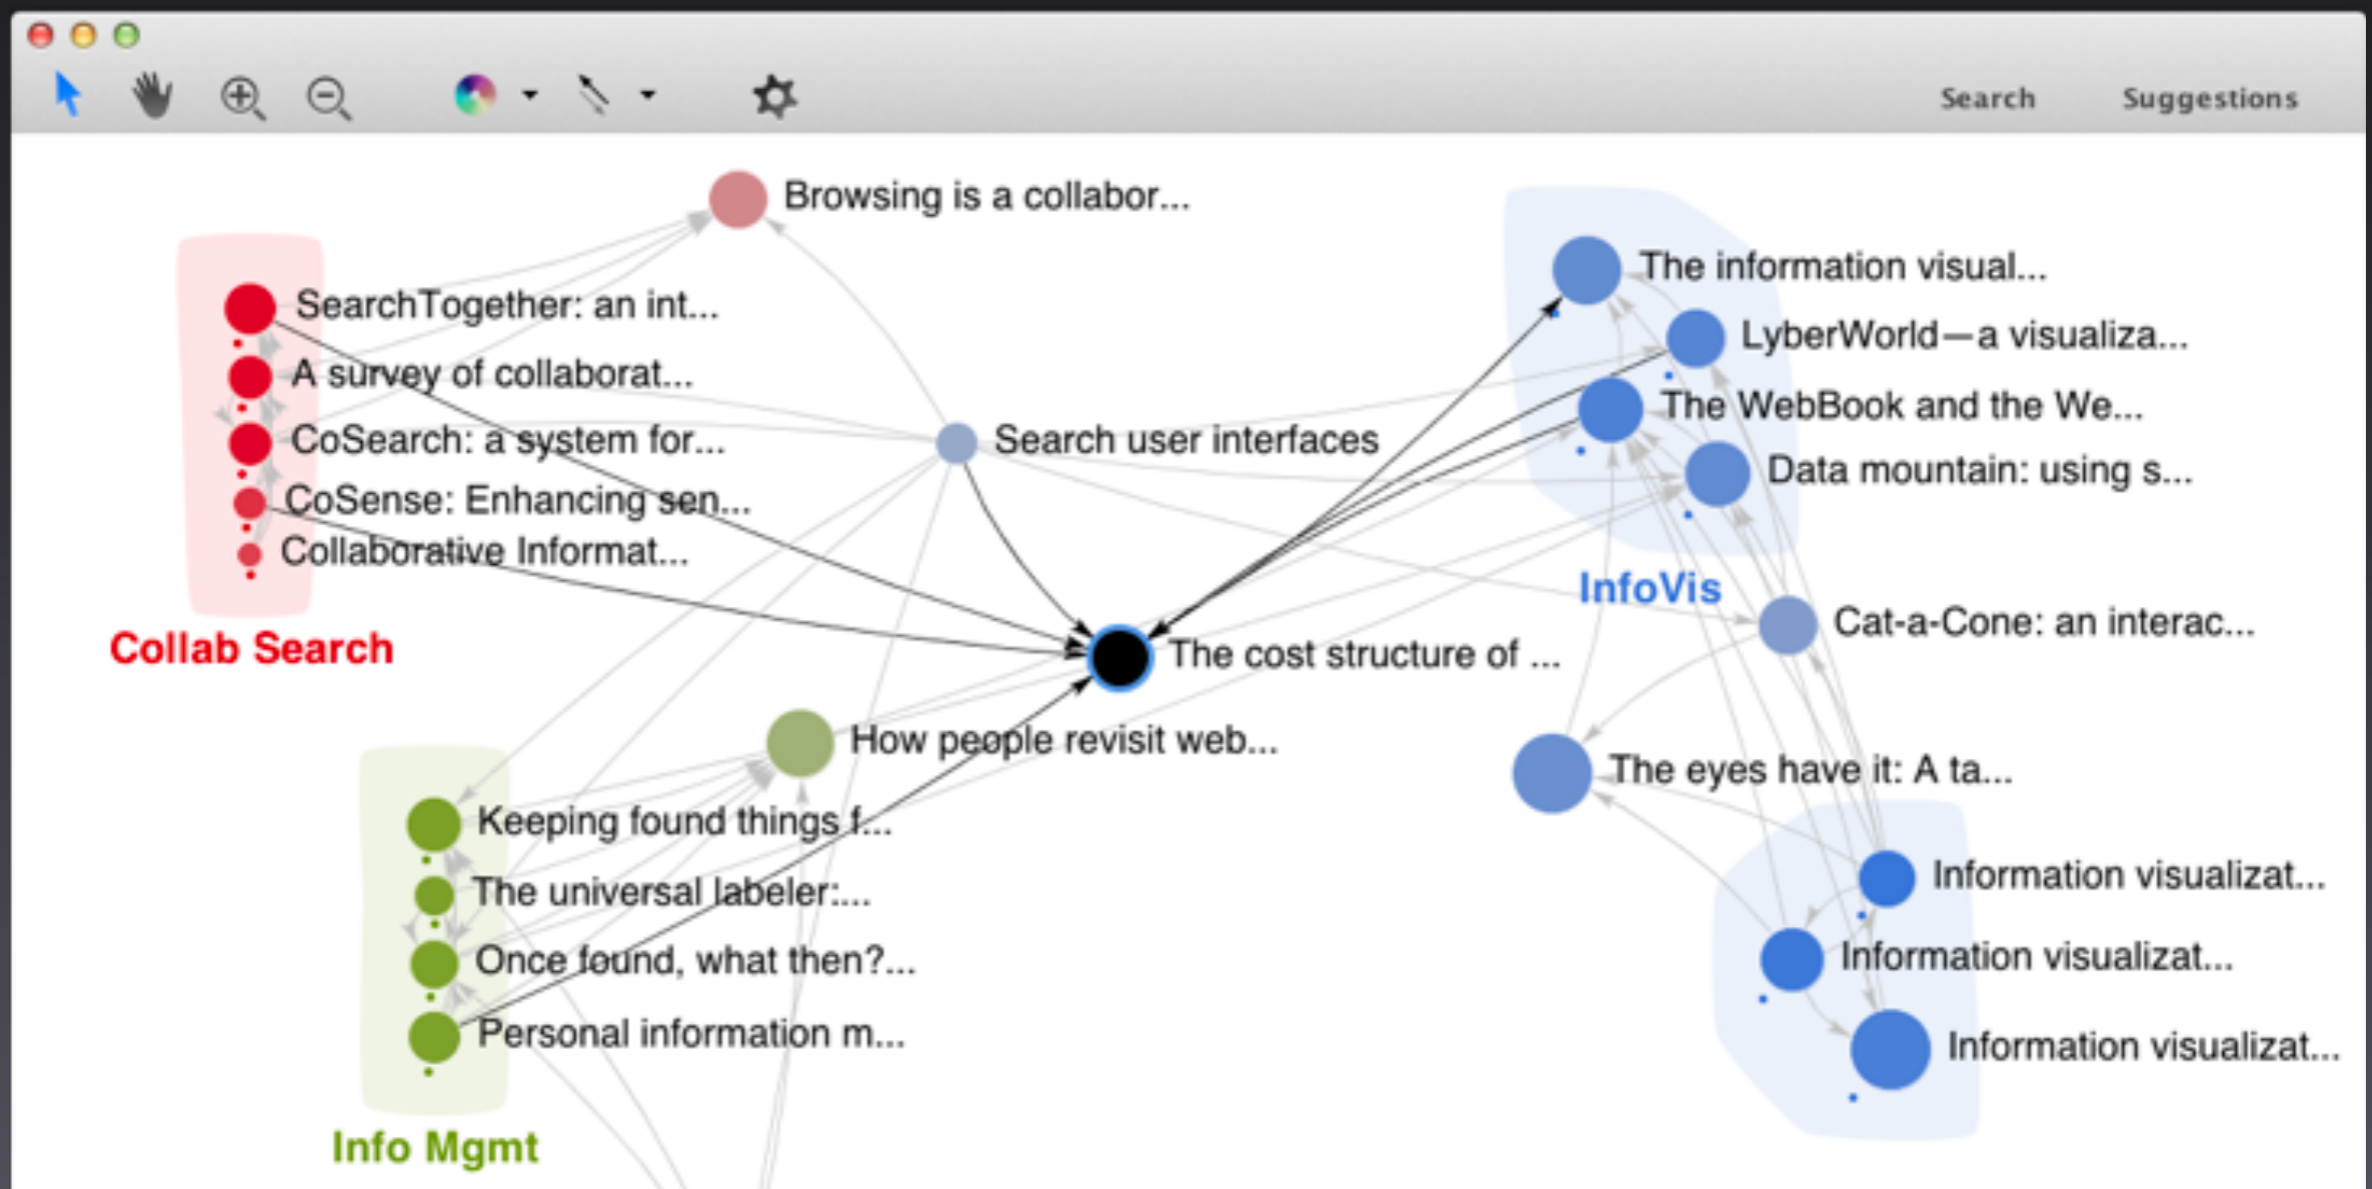 Search
Suggestions
Browsing is a collabor...
The information visual...
SearchTogether: an int...
LyberWorld—a visualiza...
A survey of collaborat...
The WebBook and the We...
CoSearch: a system for...
Search user interfaces
Data mountain: using s...
CoSense: Enhancing sen...
Collaborative Informat...
InfoVis
Cat-a-Cone: an interac...
Collab Search
The cost structure of ...
How people revisit web...
The eyes have it: A ta...
Keeping found things f...
The universal labeler:...
Information visualizat...
Once found, what then?...
Information visualizat...
Personal information m...
Information visualizat...
Info Mgmt